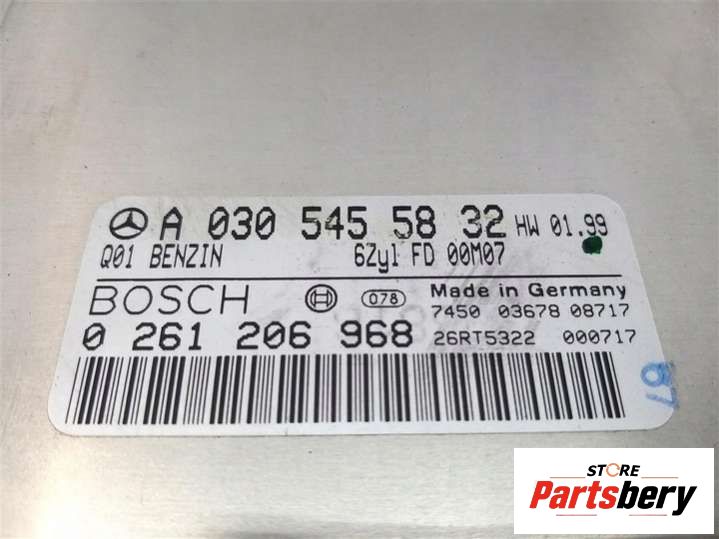 A 030 545 58 32 HW 01.99
Q01 BENZIN 6Zyl FD 00M07
BOSCH 078 Made in Germany
7450 03678 08717
0 261 206 968 26RT5322 000717
STORE
Partsbery